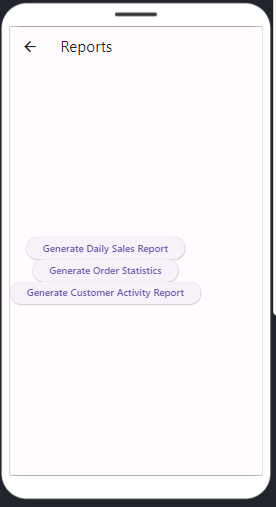 Reports
Generate Daily Sales Report
Generate Order Statistics
Generate Customer Activity Report